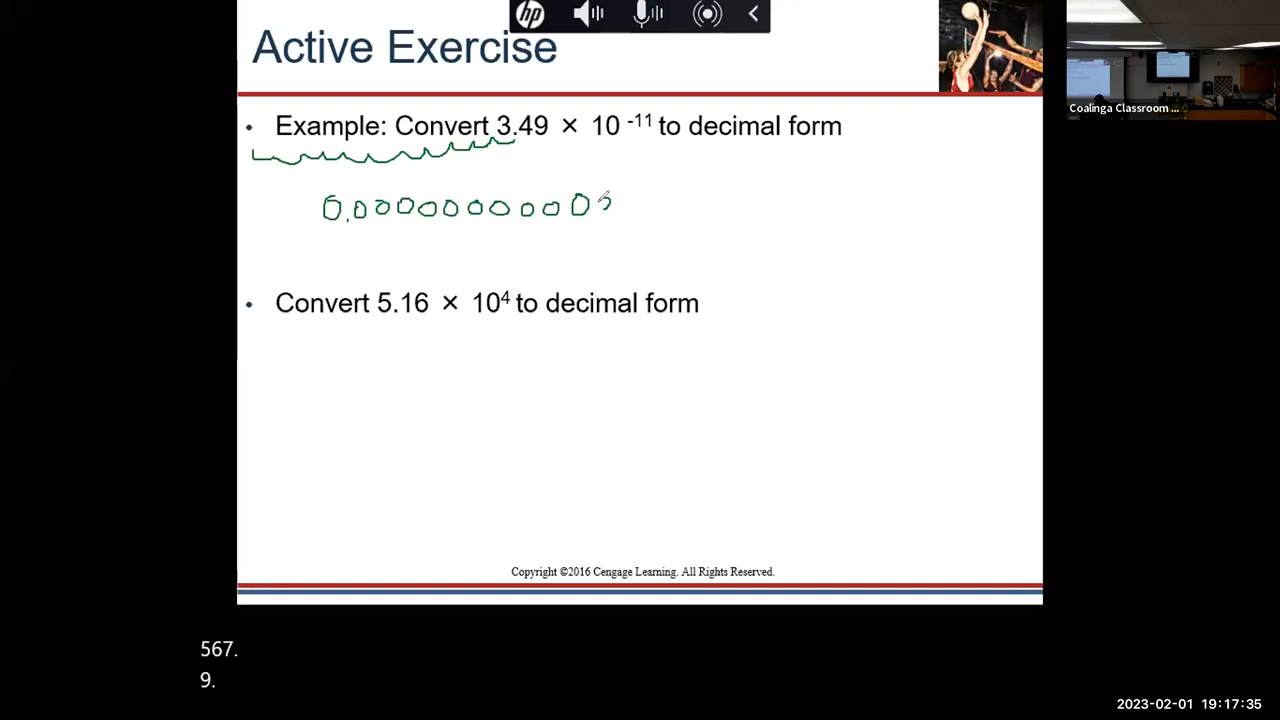 hp
Active Exercise
Coalinga Classroom ...
• Example: Convert 3.49 × 10 -11 to decimal form
0.0000000000
• Convert 5.16 × 10⁴ to decimal form
Copyright ©2016 Cengage Learning. All Rights Reserved.
567.
9.
2023-02-01 19:17:35